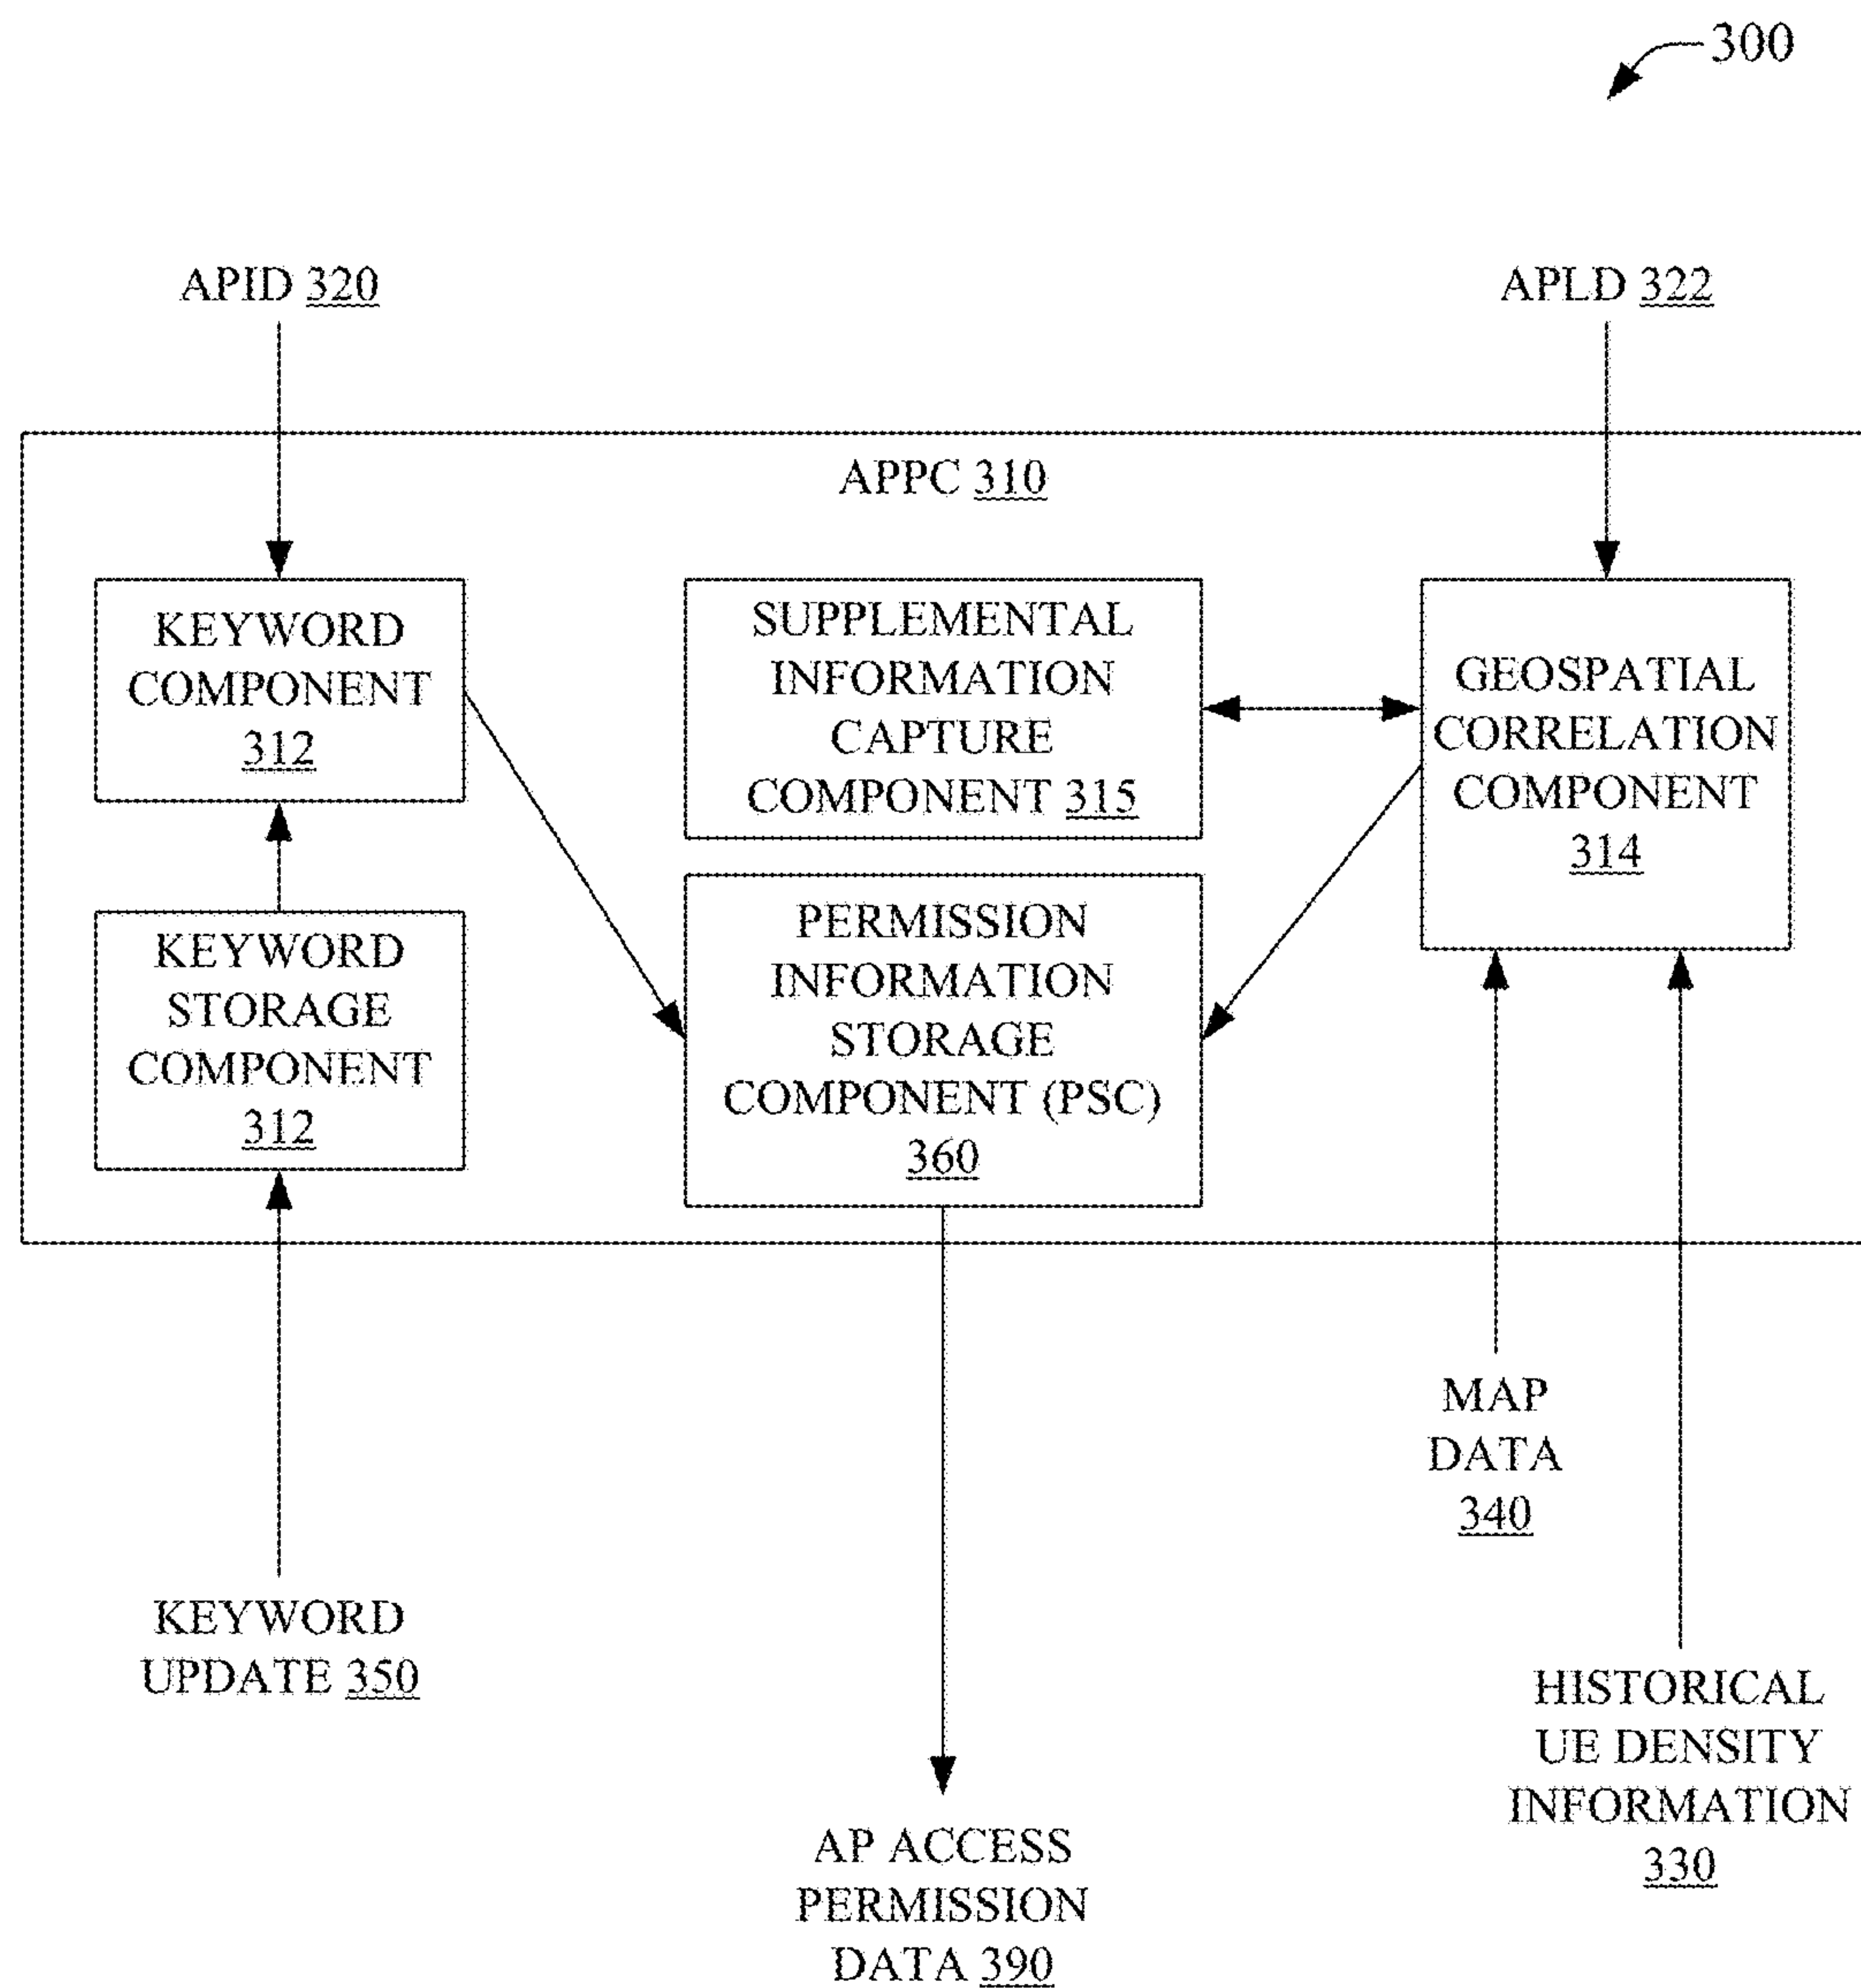 300
APID 320
APLD 322
APPC 310
KEYWORD
COMPONENT
312
SUPPLEMENTAL
INFORMATION
CAPTURE
COMPONENT 315
GEOSPATIAL
CORRELATION
COMPONENT
314
KEYWORD
STORAGE
COMPONENT
312
PERMISSION
INFORMATION
STORAGE
COMPONENT (PSC)
360
MAP
DATA
340
KEYWORD
UPDATE 350
HISTORICAL
UE DENSITY
INFORMATION
330
AP ACCESS
PERMISSION
DATA 390